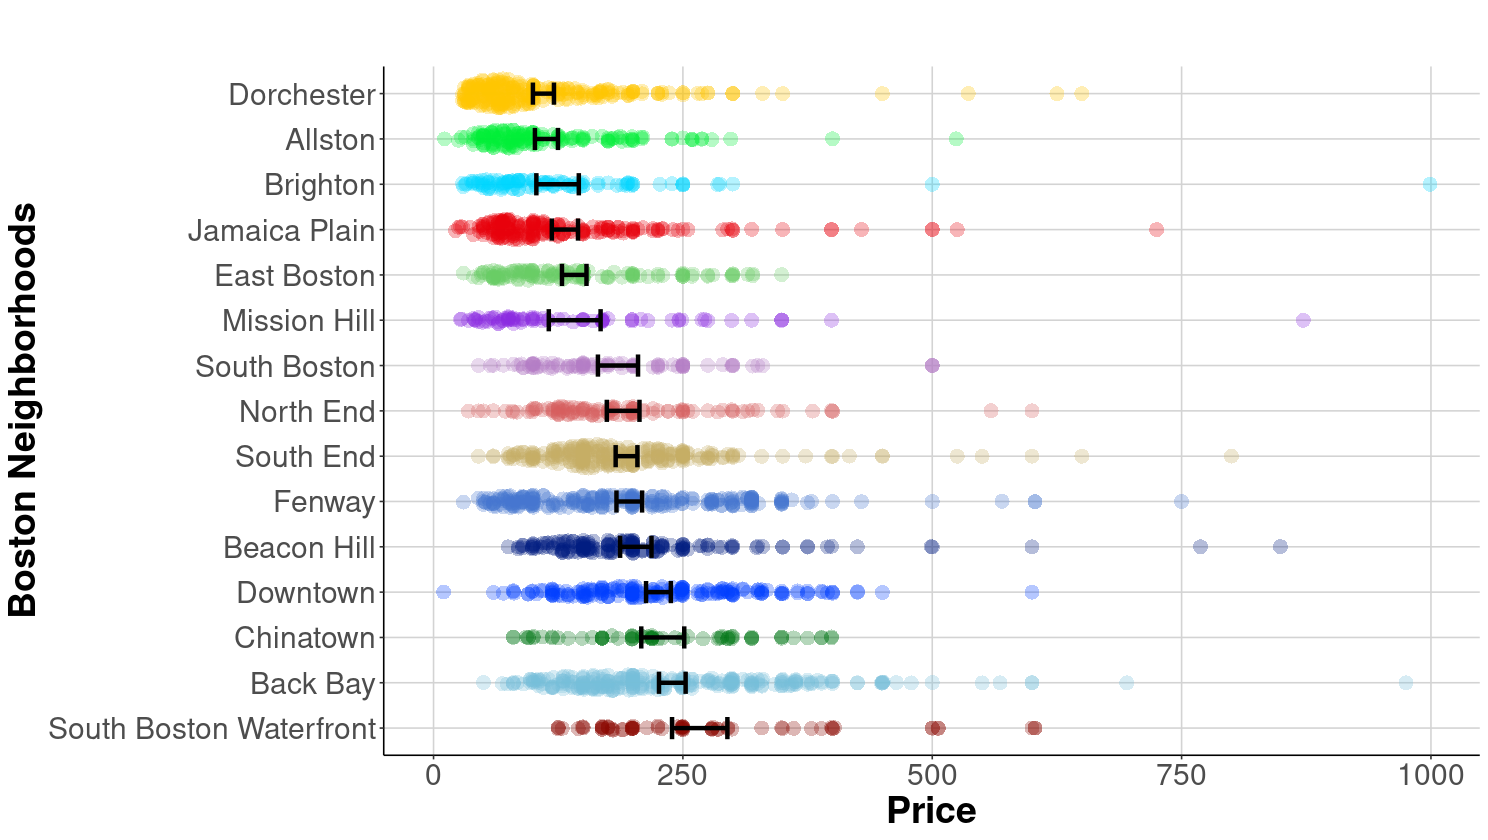 Boston Neighborhoods
Dorchester
Allston
Brighton
Jamaica Plain
East Boston
Mission Hill
South Boston
North End
South End
Fenway
Beacon Hill
Downtown
Chinatown
Back Bay
South Boston Waterfront
0 250 500 750 1000
Price